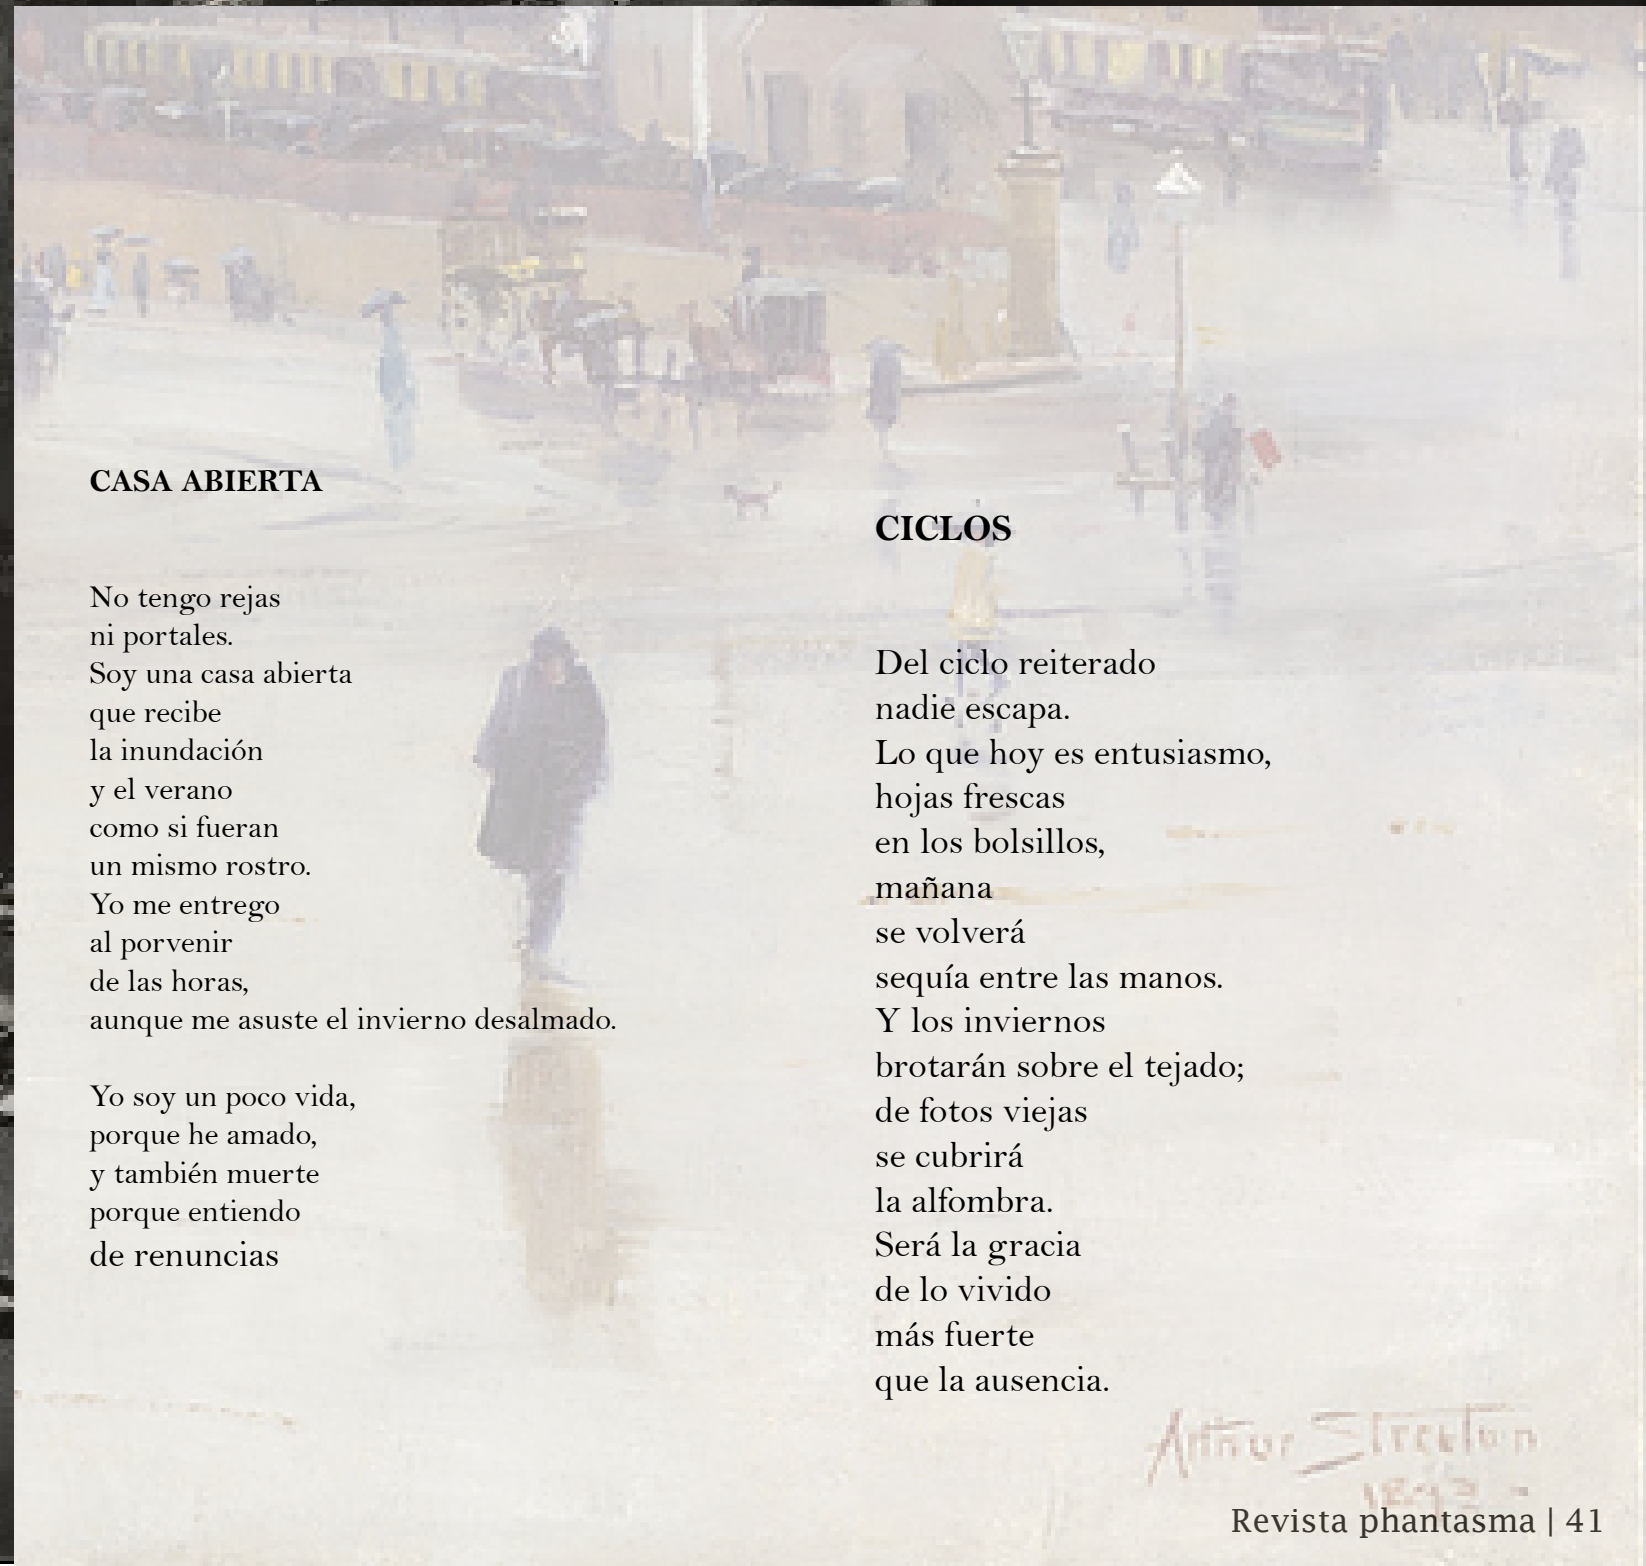 CASA ABIERTA
No tengo rejas
ni portales.
Soy una casa abierta
que recibe
la inundación
y el verano
como si fueran
un mismo rostro.
Yo me entrego
al porvenir
de las horas,
aunque me asuste el invierno desalmado.
Yo soy un poco vida,
porque he amado,
y también muerte
porque entiendo
de renuncias
CICLOS
Del ciclo reiterado
nadie escapa.
Lo que hoy es entusiasmo,
hojas frescas
en los bolsillos,
mañana
se volverá
sequía entre las manos.
Y los inviernos
brotarán sobre el tejado;
de fotos viejas
se cubrirá
la alfombra.
Será la gracia
de lo vivido
más fuerte
que la ausencia.
Arthur Streeton
Revista phantasma | 41